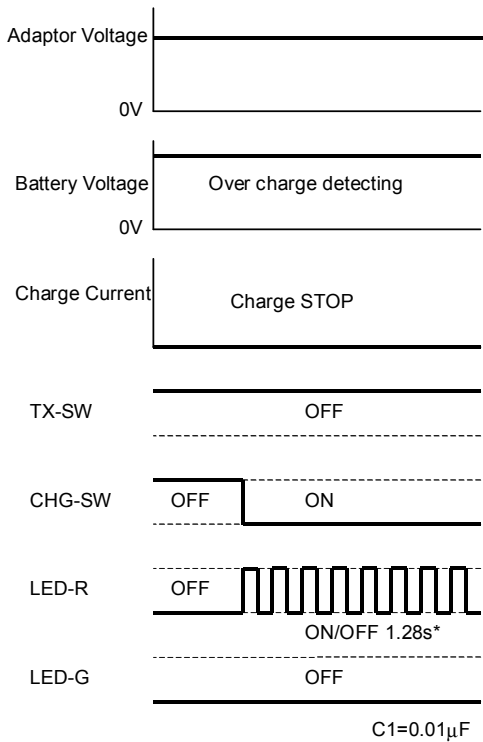 Adaptor Voltage
0V
Battery Voltage
Over charge detecting
0V
Charge Current
Charge STOP
TX-SW
OFF
CHG-SW
OFF
ON
LED-R
OFF
ON/OFF 1.28s*
LED-G
OFF
C1=0.01μF